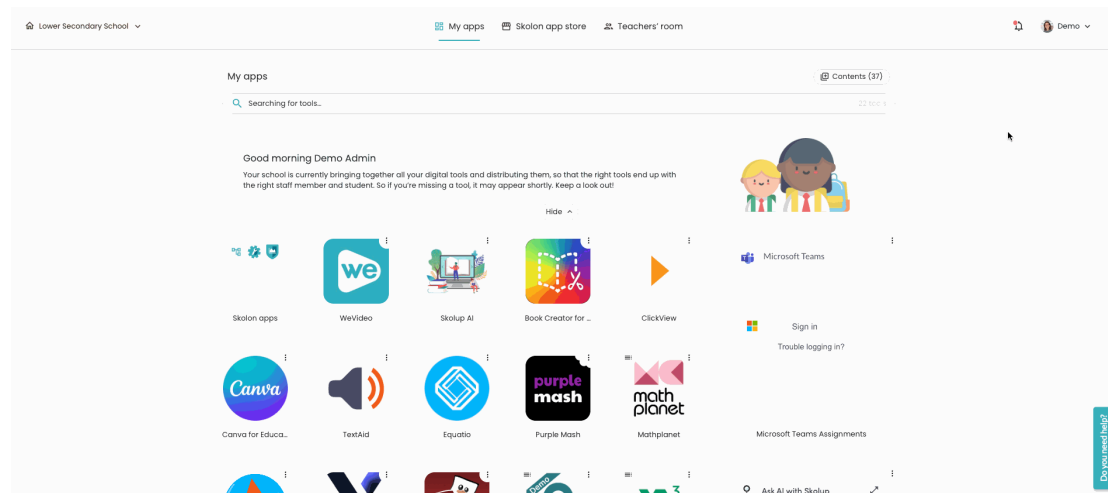 Lower Secondary School
My apps
Skolon app store
Teachers' room
Demo
My apps
Contents (37)
Searching for tools...
Good morning Demo Admin
Your school is currently bringing together all your digital tools and distributing them, so that the right tools end up with
the right staff member and student. So if you're missing a tool, it may appear shortly. Keep a look out!
Hide
we
Microsoft Teams
Skolon apps
WeVideo
Skolup AI
Book Creator for ...
ClickView
Sign in
Trouble logging in?
Canva
purple
mash
math
planet
Canva for Educa...
TextAid
Equatio
Purple Mash
Mathplanet
Microsoft Teams Assignments
Do you need help?
Demo
3
Ask AI with Skolup